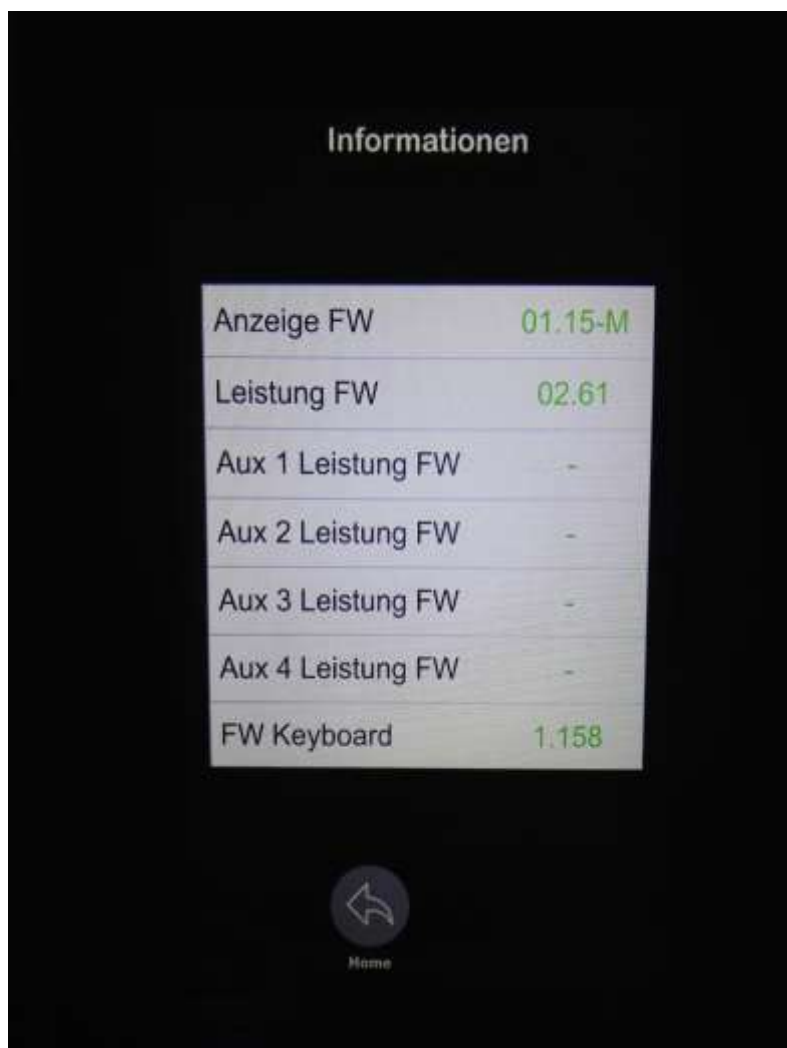 Informationen
Anzeige FW 01.15-M
Leistung FW 02.61
Aux 1 Leistung FW -
Aux 2 Leistung FW -
Aux 3 Leistung FW -
Aux 4 Leistung FW -
FW Keyboard 1.158
Home